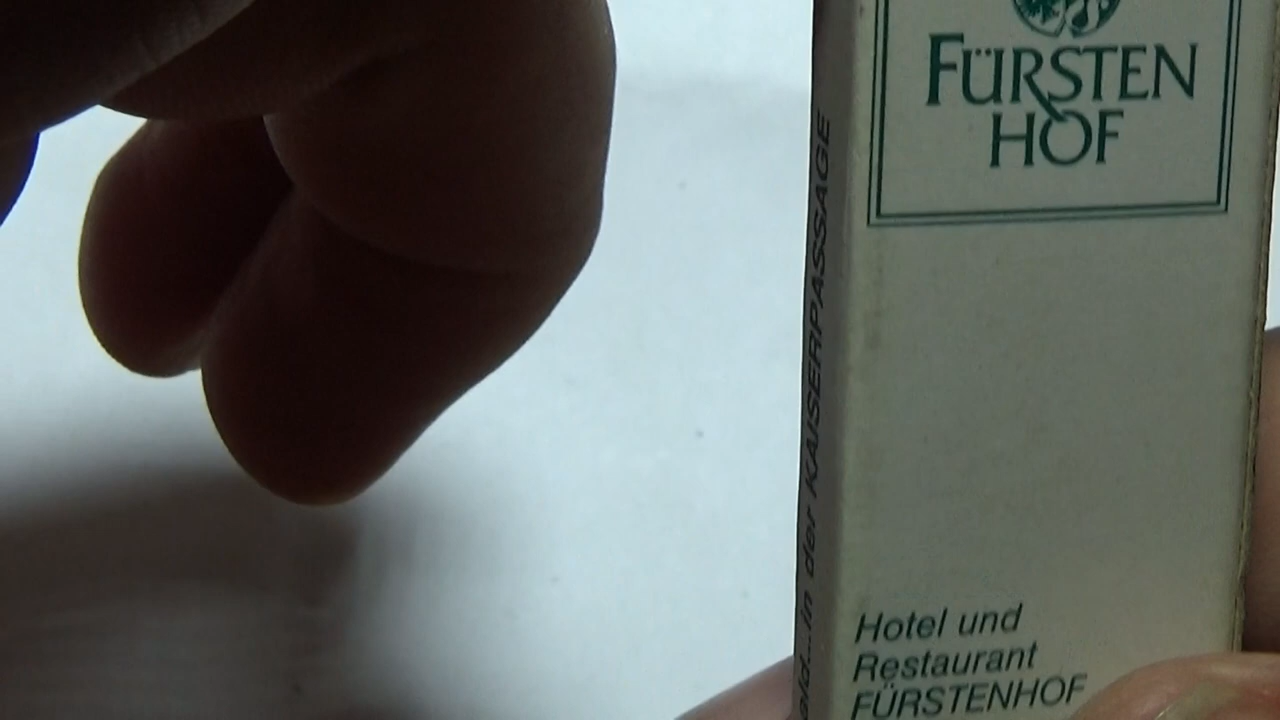 FÜRSTEN
HOF
Hotel und
Restaurant
FÜRSTENHOF
...in der KAISERPASSAGE